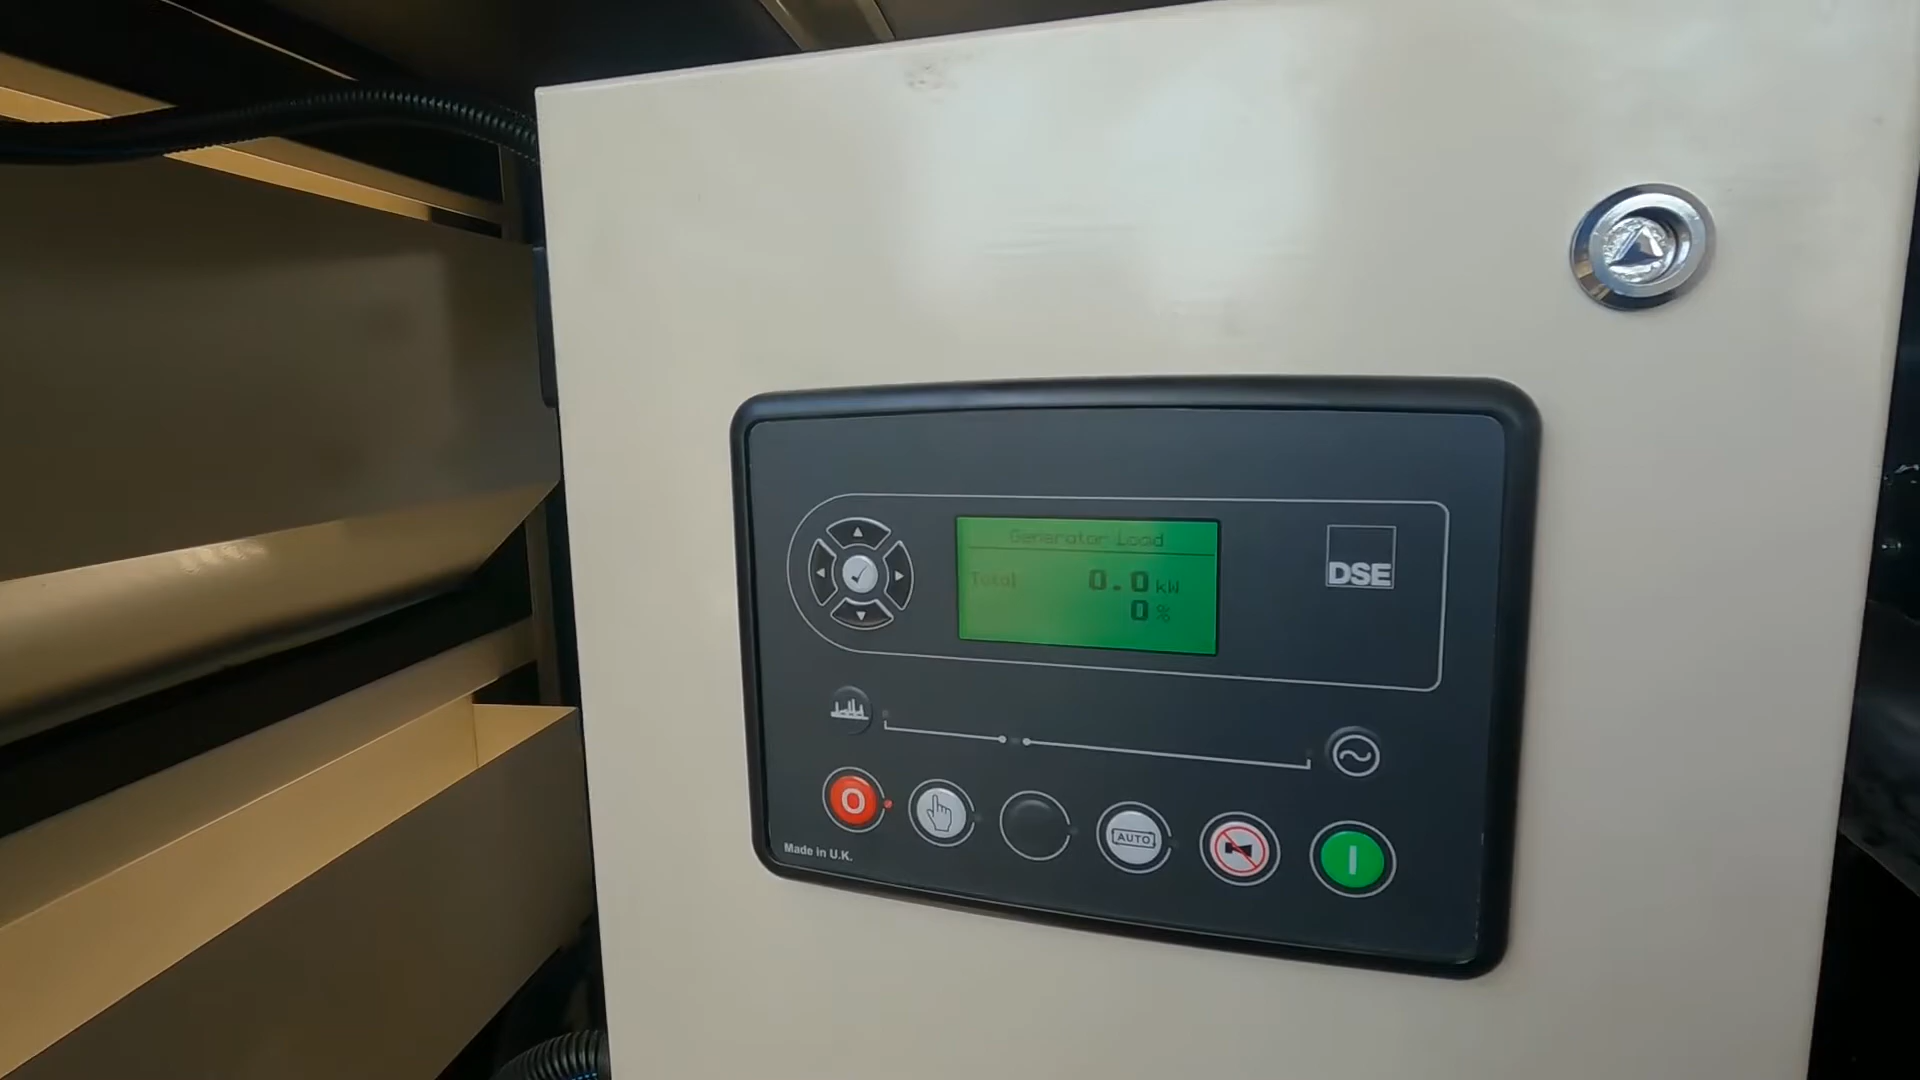 Generator Load
Total 0.0 kW
0 %
DSE
O
AUTO
I
Made in U.K.